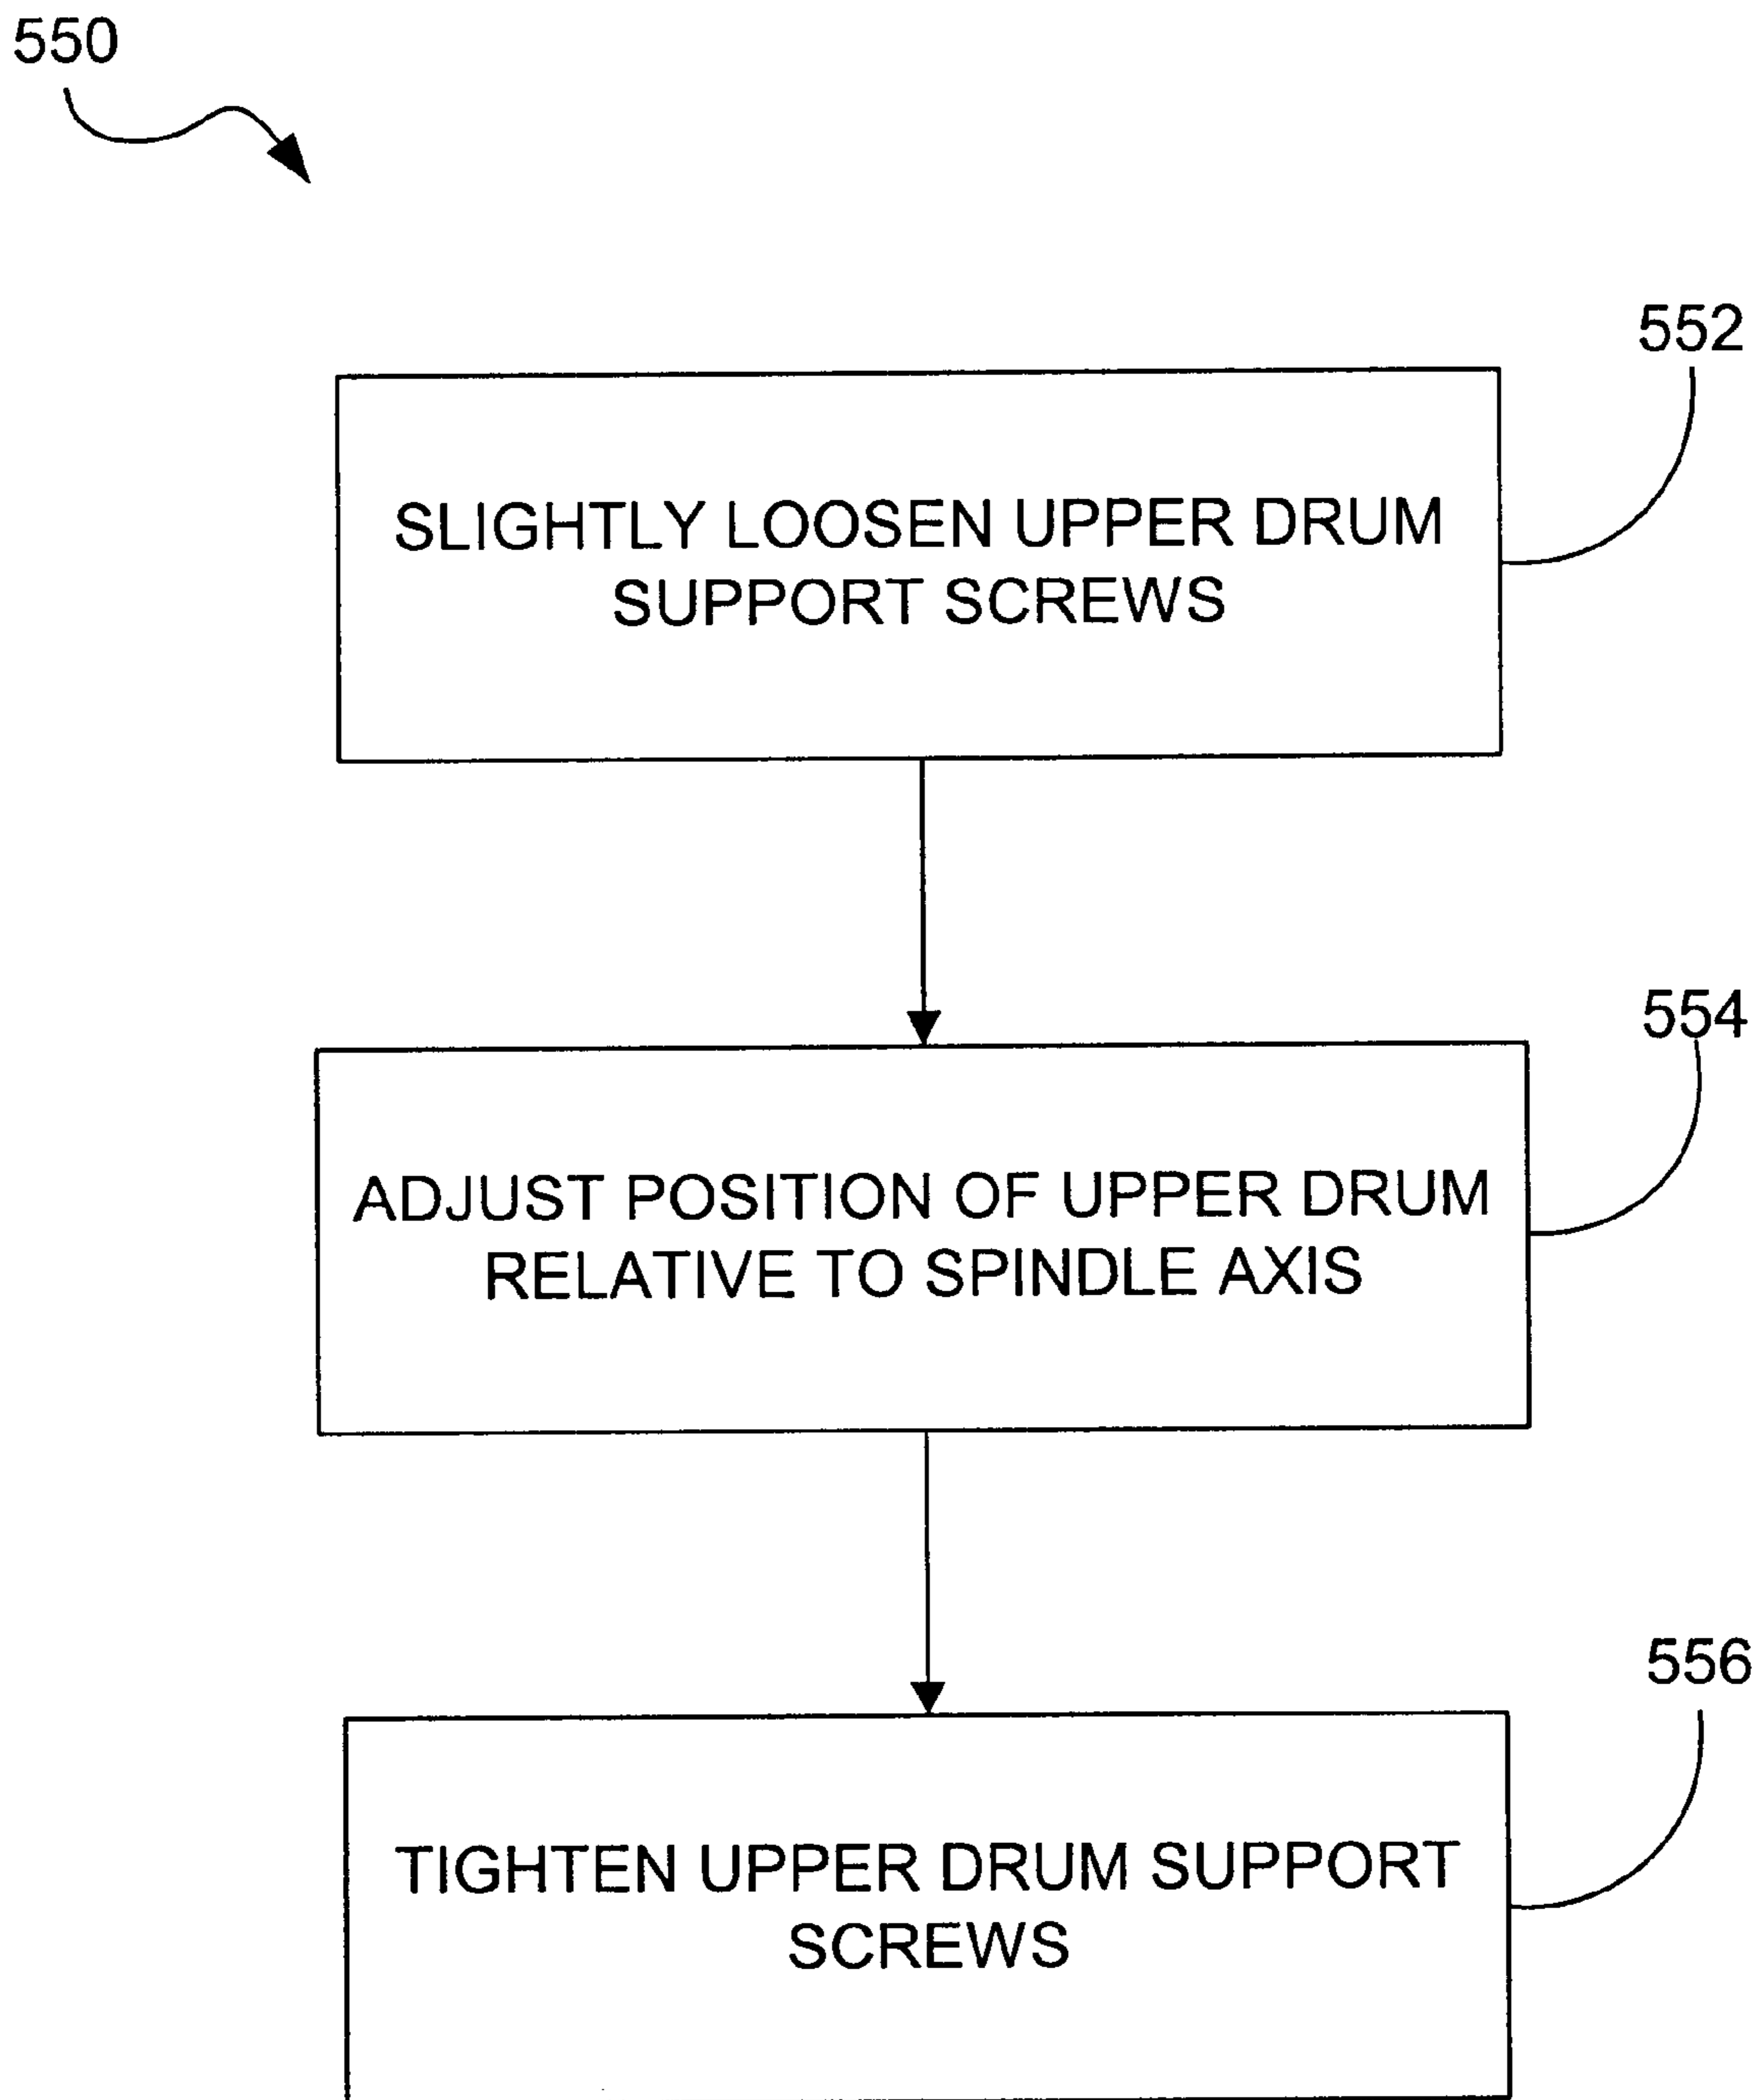 550
552
SLIGHTLY LOOSEN UPPER DRUM
SUPPORT SCREWS
554
ADJUST POSITION OF UPPER DRUM
RELATIVE TO SPINDLE AXIS
556
TIGHTEN UPPER DRUM SUPPORT
SCREWS